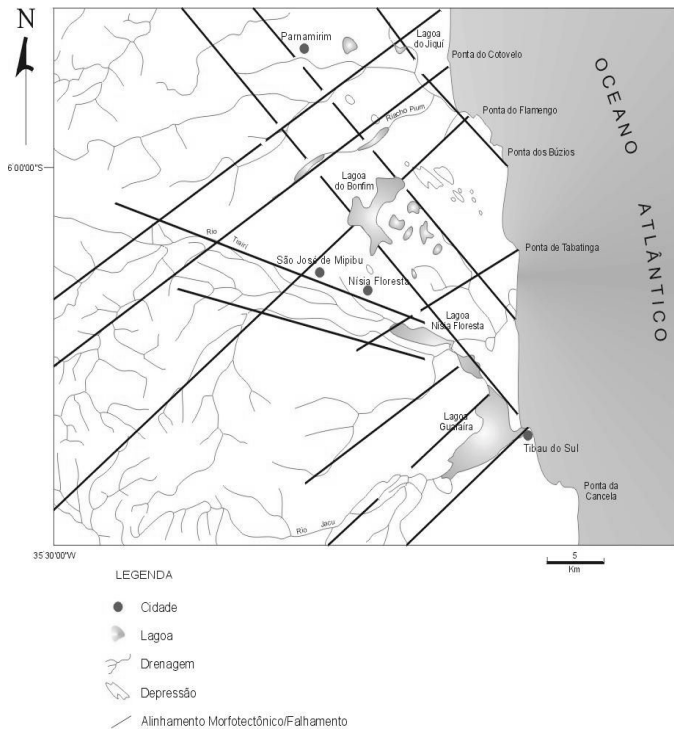 N
Parnamirim
Lagoa
do Jiquí
Ponta do Cotovelo
OCEANO
ATLÂNTICO
Riacho Pium
Ponta do Flamengo
Ponta dos Búzios
6°00'00"S
Lagoa
do Bonfim
Rio
Trairí
Ponta de Tabatinga
São José de Mipibu
Nísia Floresta
Lagoa
Nísia Floresta
Lagoa
Guaraíra
Tibau do Sul
Ponta da
Cancela
Rio Jacu
35°30'00"W
5
Km
LEGENDA
Cidade
Lagoa
Drenagem
Depressão
Alinhamento Morfotectônico/Falhamento